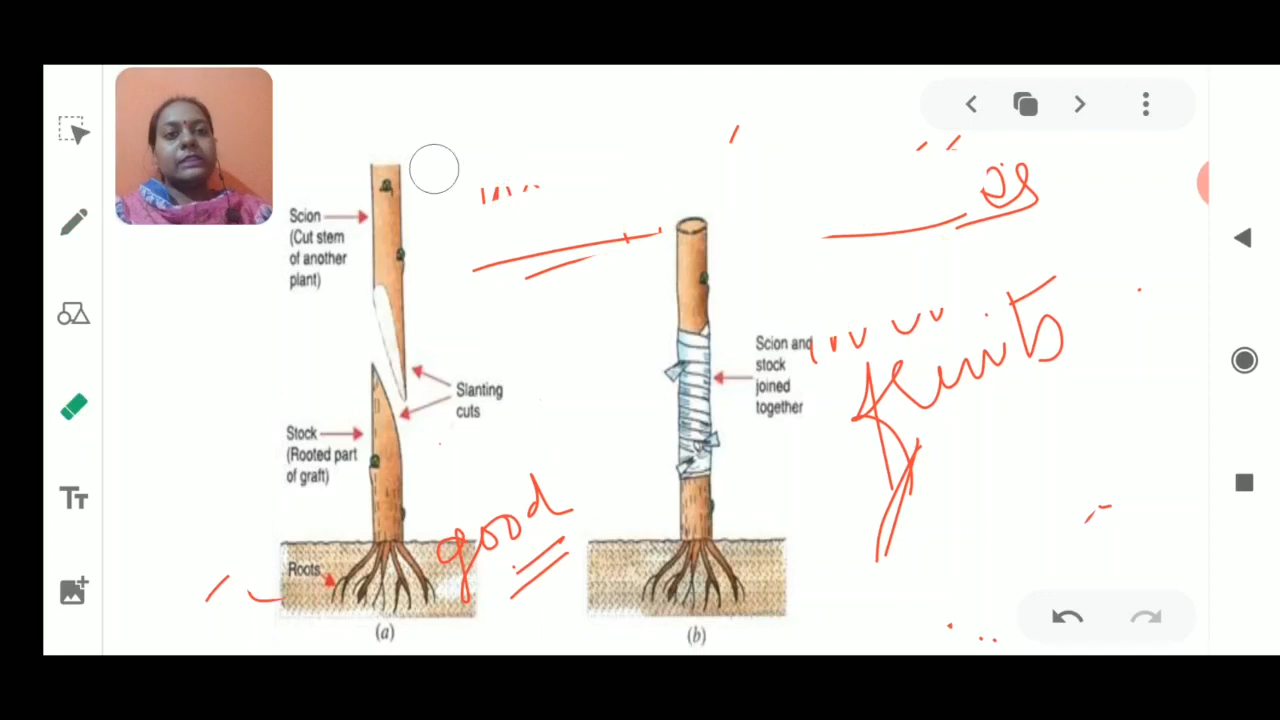 Scion
(Cut stem
of another
plant)
Slanting
cuts
Stock
(Rooted part
of graft)
Roots
(a)
good
Scion and
stock
joined
together
(b)
fruits
TT